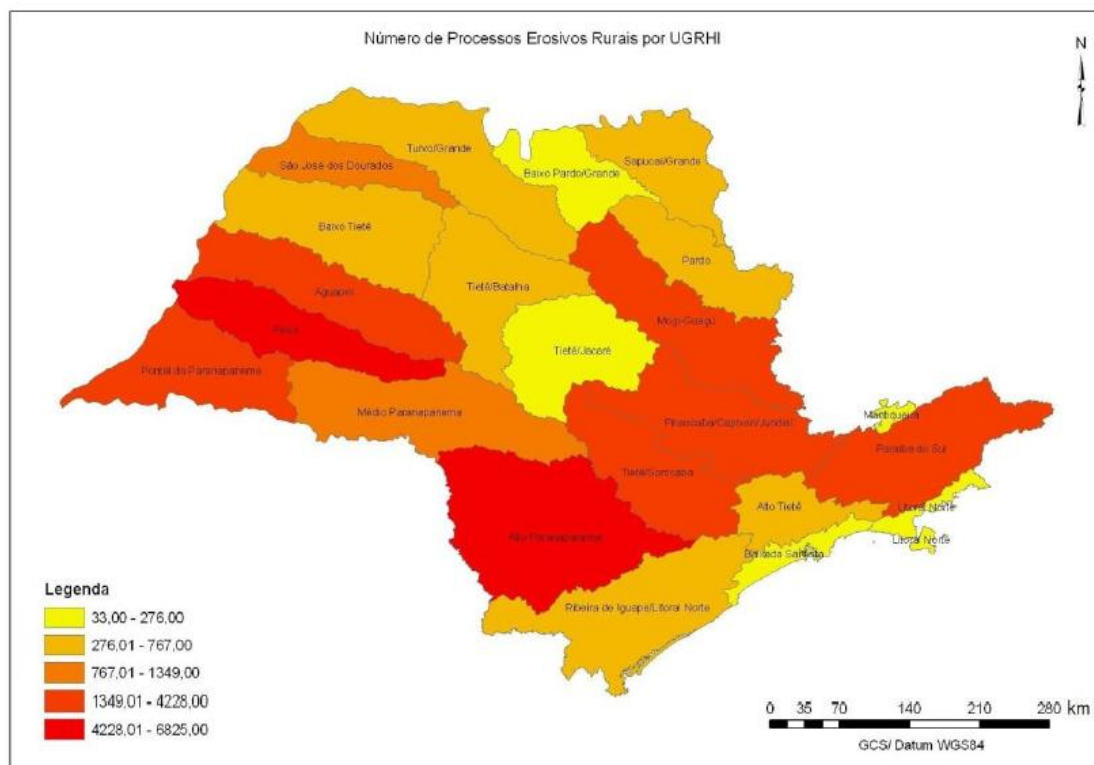 Número de Processos Erosivos Rurais por UGRHI
N
Turvo/Grande
Sapucaí/Grande
São José dos Dourados
Baixo Pardo/Grande
Baixo Tietê
Pardo
Tietê/Batalha
Aguapeí
Mogi-Guaçu
Peixe
Tietê/Jacaré
Pontal do Paranapanema
Médio Paranapanema
Mantiqueira
Piracicaba/Capivari/Jundiaí
Paraíba do Sul
Tietê/Sorocaba
Alto Tietê
Litoral Norte
Alto Paranapanema
Litoral Norte
Baixada Santista
Ribeira de Iguape/Litoral Norte
Legenda
33,00 - 276,00
276,01 - 767,00
767,01 - 1349,00
1349,01 - 4228,00
4228,01 - 6825,00
0 35 70 140 210 280 km
GCS/ Datum WGS84